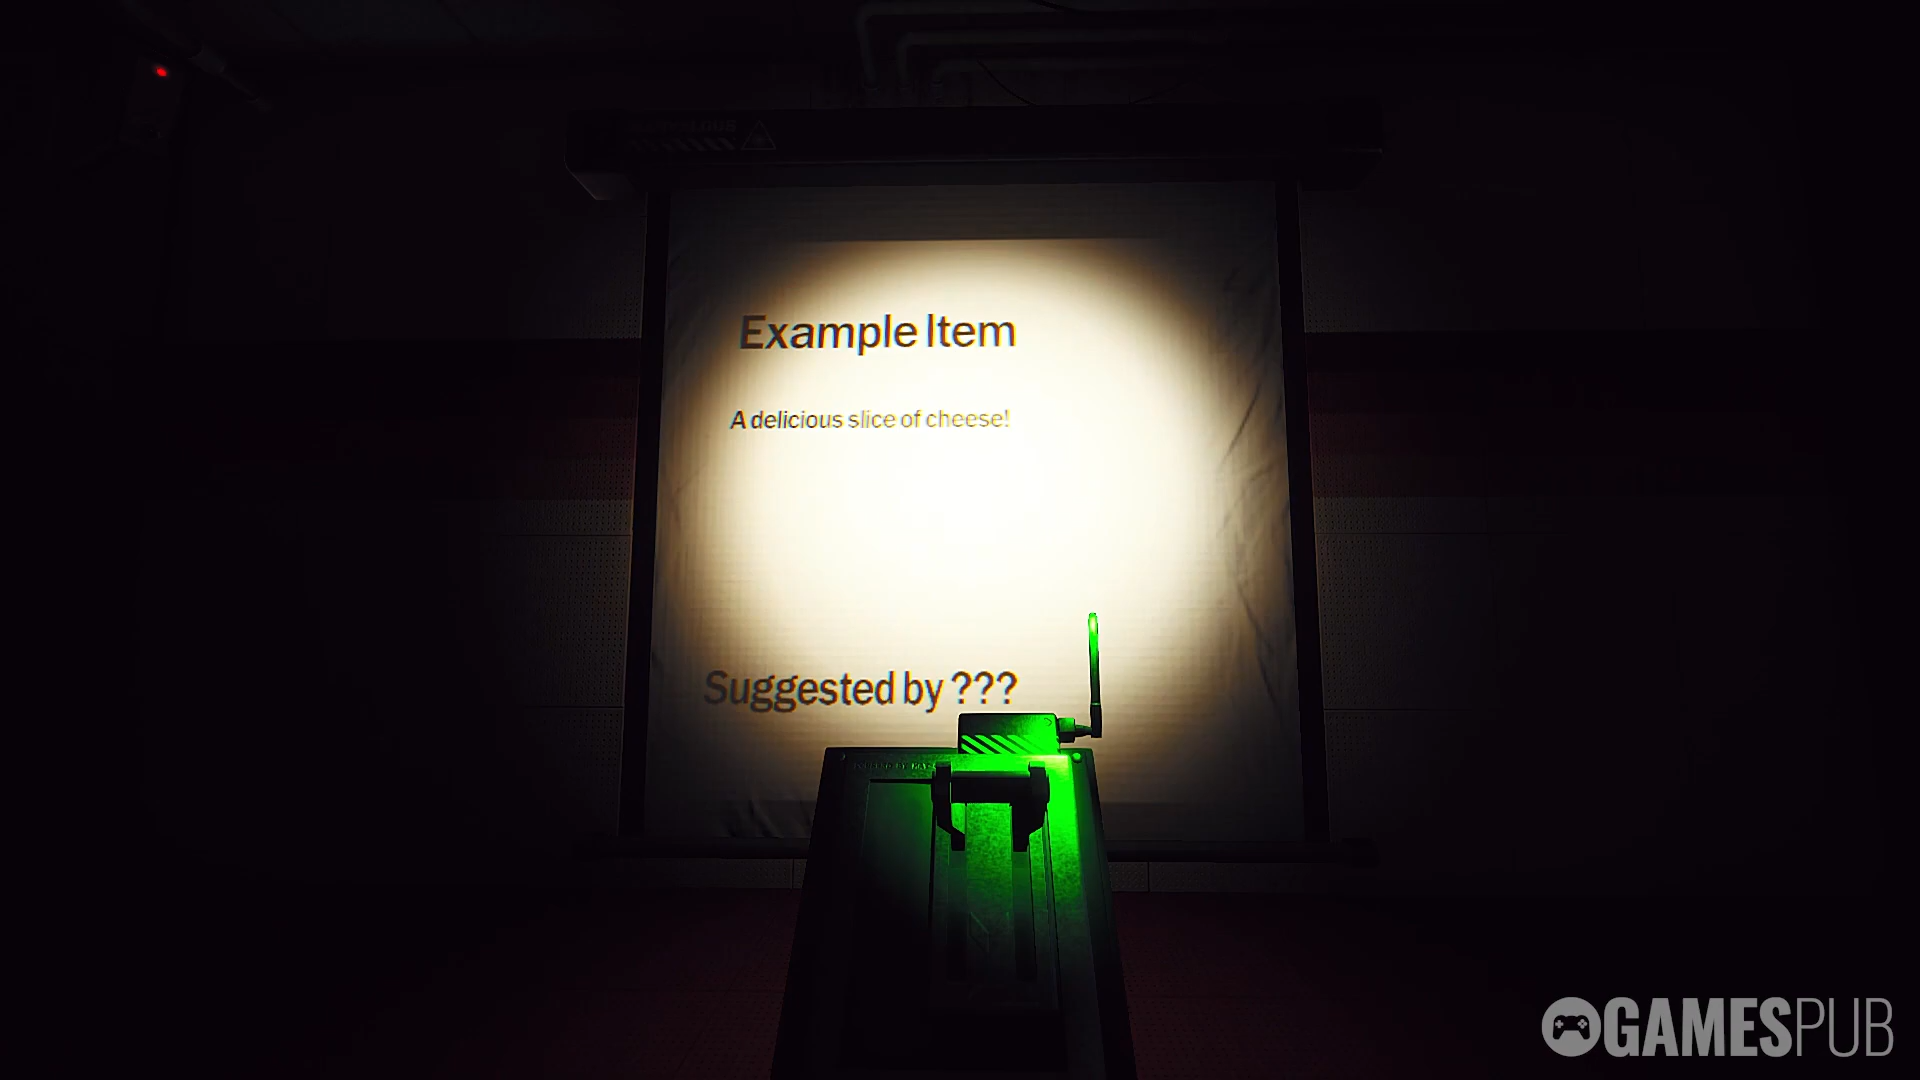 Example Item
A delicious slice of cheese!
Suggested by ???
GAMESPUB